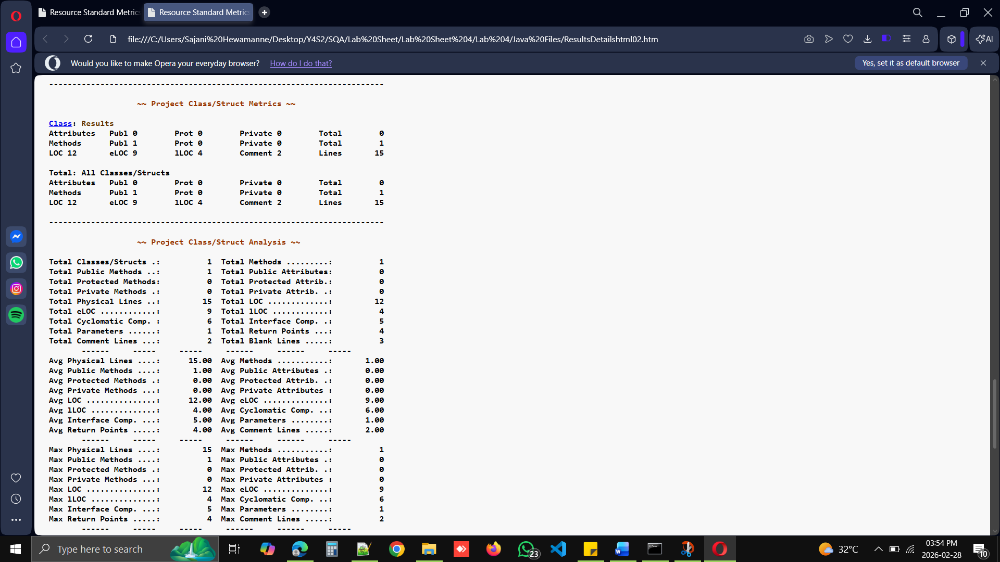 Resource Standard Metrics
Resource Standard Metrics
file:///C:/Users/Sajani%20Hewamanne/Desktop/Y4S2/SQA/Lab%20Sheet/Lab%20Sheet%204/Lab%204/Java%20Files/ResultsDetailshtml02.htm
AI
Would you like to make Opera your everyday browser? How do I do that? Yes, set it as default browser
------------------------------------------------------------------------
~~ Project Class/Struct Metrics ~~
Class: Results
Attributes Publ 0 Prot 0 Private 0 Total 0
Methods Publ 1 Prot 0 Private 0 Total 1
LOC 12 eLOC 9 lLOC 4 Comment 2 Lines 15
Total: All Classes/Structs
Attributes Publ 0 Prot 0 Private 0 Total 0
Methods Publ 1 Prot 0 Private 0 Total 1
LOC 12 eLOC 9 lLOC 4 Comment 2 Lines 15
------------------------------------------------------------------------
~~ Project Class/Struct Analysis ~~
Total Classes/Structs .: 1 Total Methods .........: 1
Total Public Methods ..: 1 Total Public Attributes: 0
Total Protected Methods: 0 Total Protected Attrib.: 0
Total Private Methods .: 0 Total Private Attrib. .: 0
Total Physical Lines ..: 15 Total LOC .............: 12
Total eLOC ............: 9 Total lLOC ............: 4
Total Cyclomatic Comp. : 6 Total Interface Comp. .: 5
Total Parameters ......: 1 Total Return Points ...: 4
Total Comment Lines ...: 2 Total Blank Lines .....: 3
------ ----- ----- ------ ------ -----
Avg Physical Lines ....: 15.00 Avg Methods ...........: 1.00
Avg Public Methods ....: 1.00 Avg Public Attributes .: 0.00
Avg Protected Methods .: 0.00 Avg Protected Attrib. .: 0.00
Avg Private Methods ...: 0.00 Avg Private Attributes : 0.00
Avg LOC ...............: 12.00 Avg eLOC ..............: 9.00
Avg lLOC ..............: 4.00 Avg Cyclomatic Comp. ..: 6.00
Avg Interface Comp. ...: 5.00 Avg Parameters ........: 1.00
Avg Return Points .....: 4.00 Avg Comment Lines .....: 2.00
------ ----- ----- ------ ------ -----
Max Physical Lines ....: 15 Max Methods ...........: 1
Max Public Methods ....: 1 Max Public Attributes .: 0
Max Protected Methods .: 0 Max Protected Attrib. .: 0
Max Private Methods ...: 0 Max Private Attributes : 0
Max LOC ...............: 12 Max eLOC ..............: 9
Max lLOC ..............: 4 Max Cyclomatic Comp. ..: 6
Max Interface Comp. ...: 5 Max Parameters ........: 1
Max Return Points .....: 4 Max Comment Lines .....: 2
------ ----- ----- ------ ------ -----
Type here to search
23
32°C
03:54 PM
2026-02-28
10